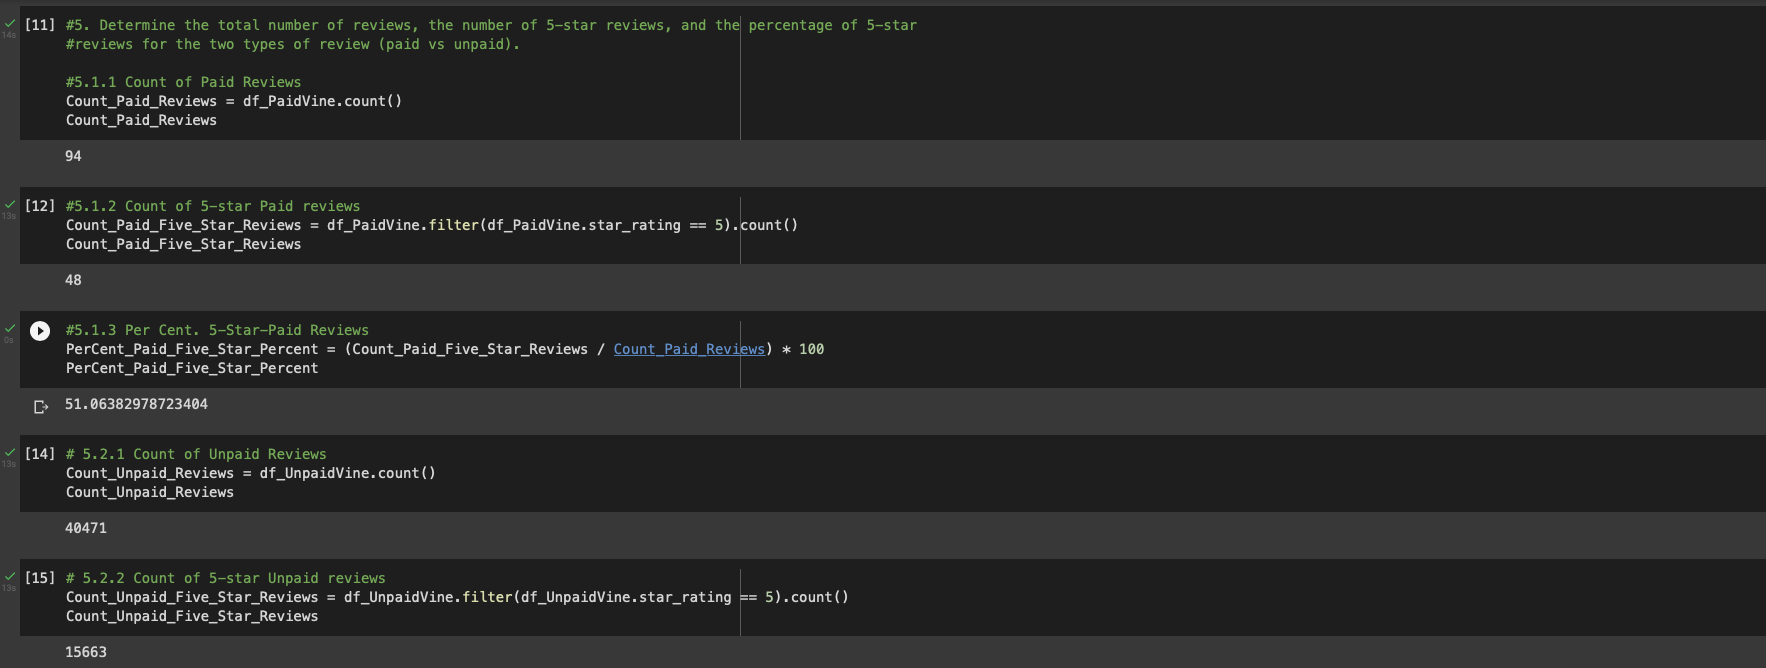 [11] #5. Determine the total number of reviews, the number of 5-star reviews, and the percentage of 5-star
14s
#reviews for the two types of review (paid vs unpaid).
#5.1.1 Count of Paid Reviews
Count_Paid_Reviews = df_PaidVine.count()
Count_Paid_Reviews
94
[12] #5.1.2 Count of 5-star Paid reviews
13s
Count_Paid_Five_Star_Reviews = df_PaidVine.filter(df_PaidVine.star_rating == 5).count()
Count_Paid_Five_Star_Reviews
48
#5.1.3 Per Cent. 5-Star-Paid Reviews
0s
PerCent_Paid_Five_Star_Percent = (Count_Paid_Five_Star_Reviews / Count_Paid_Reviews) * 100
PerCent_Paid_Five_Star_Percent
51.06382978723404
[14] # 5.2.1 Count of Unpaid Reviews
13s
Count_Unpaid_Reviews = df_UnpaidVine.count()
Count_Unpaid_Reviews
40471
[15] # 5.2.2 Count of 5-star Unpaid reviews
13s
Count_Unpaid_Five_Star_Reviews = df_UnpaidVine.filter(df_UnpaidVine.star_rating == 5).count()
Count_Unpaid_Five_Star_Reviews
15663